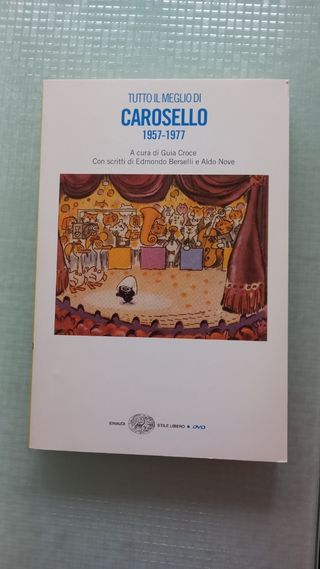 TUTTO IL MEGLIO DI
CAROSELLO
1957-1977
A cura di Guia Croce
Con scritti di Edmondo Berselli e Aldo Nove
EINAUDI STILE LIBERO DVD